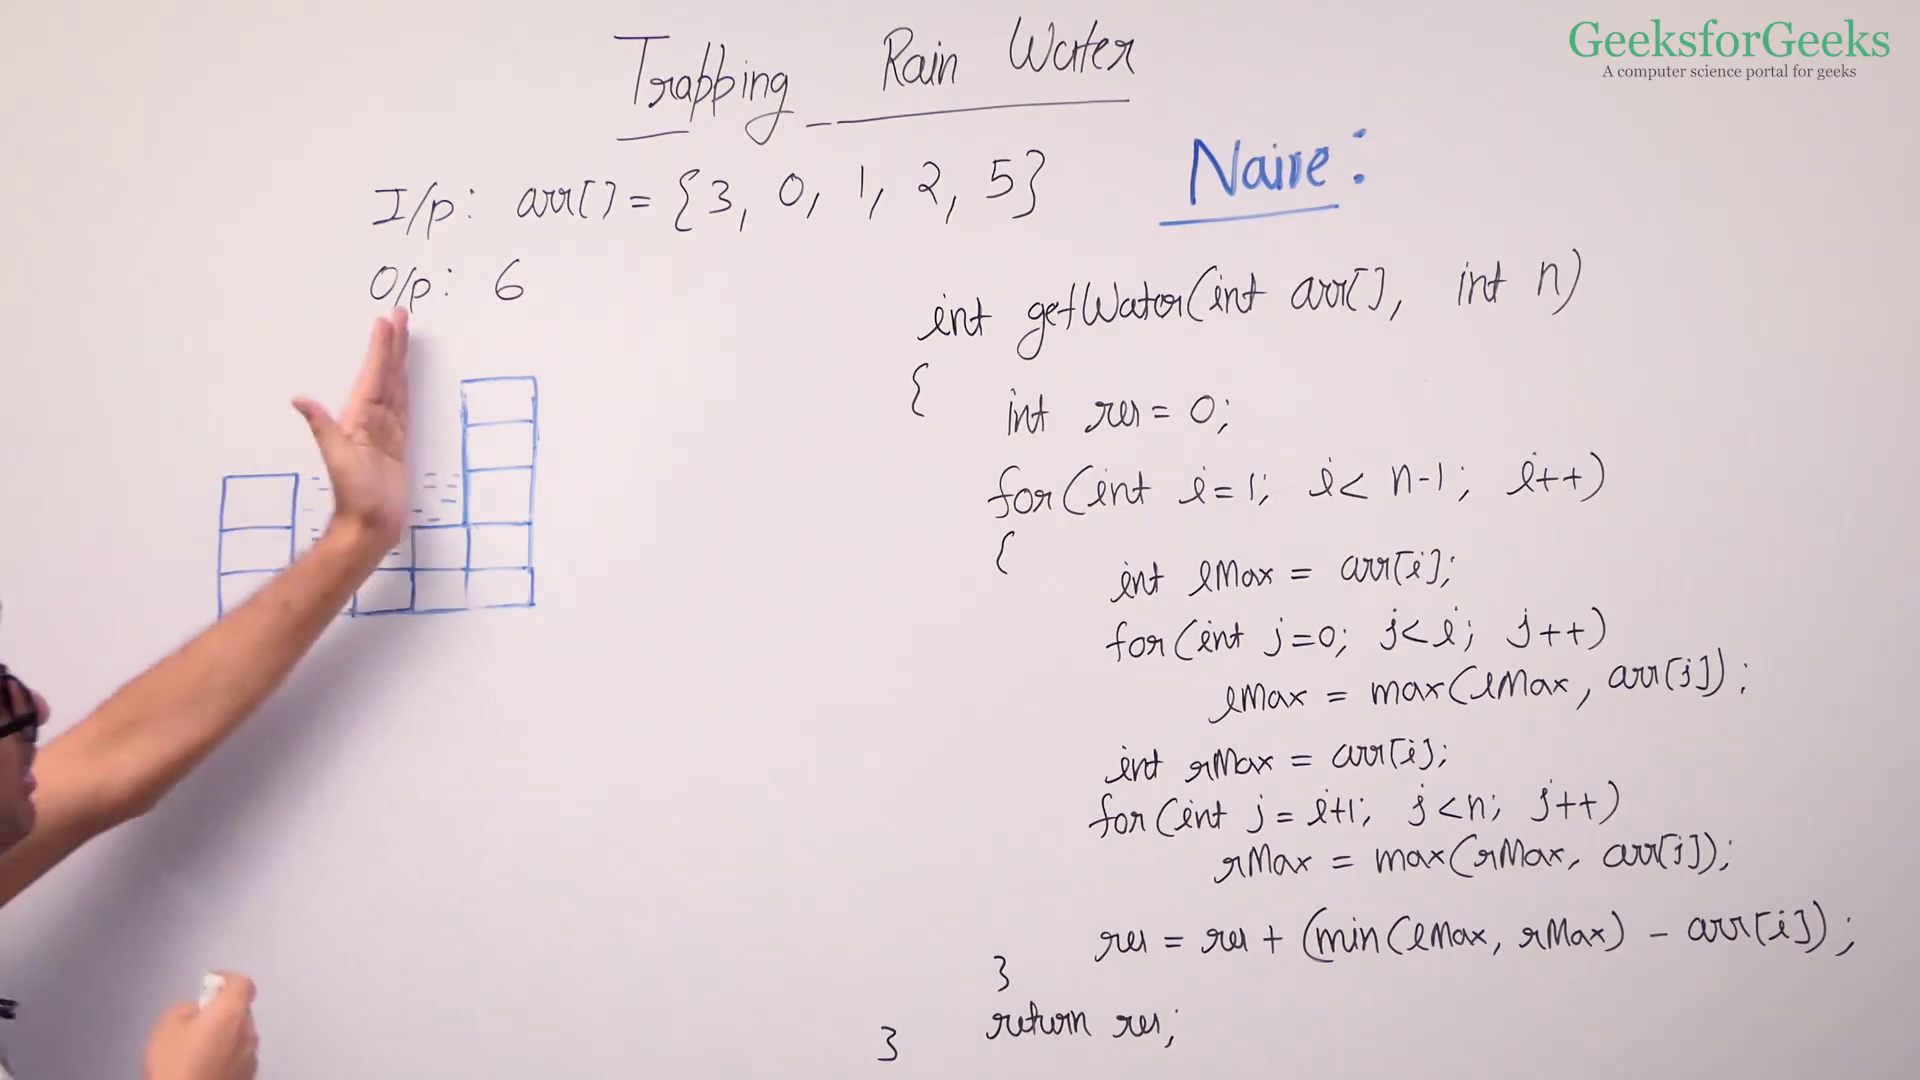 GeeksforGeeks
A computer science portal for geeks
Trapping Rain Water
I/p: arr[] = {3, 0, 1, 2, 5}
O/p: 6
Naive:
int getWater(int arr[], int n)
{
int res = 0;
for(int i=1; i< n-1; i++)
{
int lMax = arr[i];
for(int j=0; j<i; j++)
lMax = max(lMax, arr[j]);
int rMax = arr[i];
for(int j=i+1; j<n; j++)
rMax = max(rMax, arr[j]);
res = res + (min(lMax, rMax) - arr[i]);
}
return res;
}